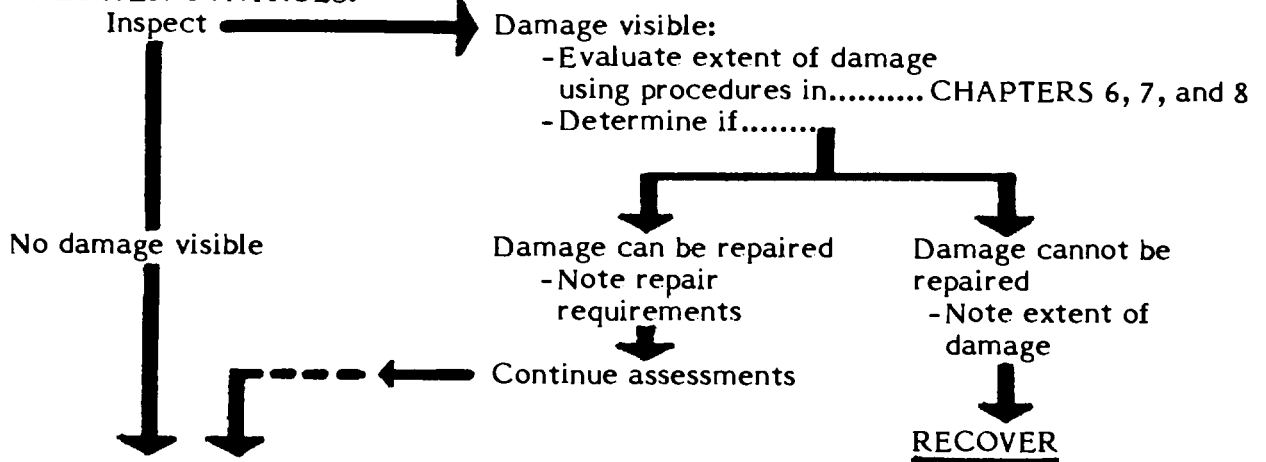 Inspect
Damage visible:
-Evaluate extent of damage
using procedures in.......... CHAPTERS 6, 7, and 8
-Determine if........
No damage visible
Damage can be repaired
-Note repair
requirements
Continue assessments
Damage cannot be
repaired
-Note extent of
damage
RECOVER